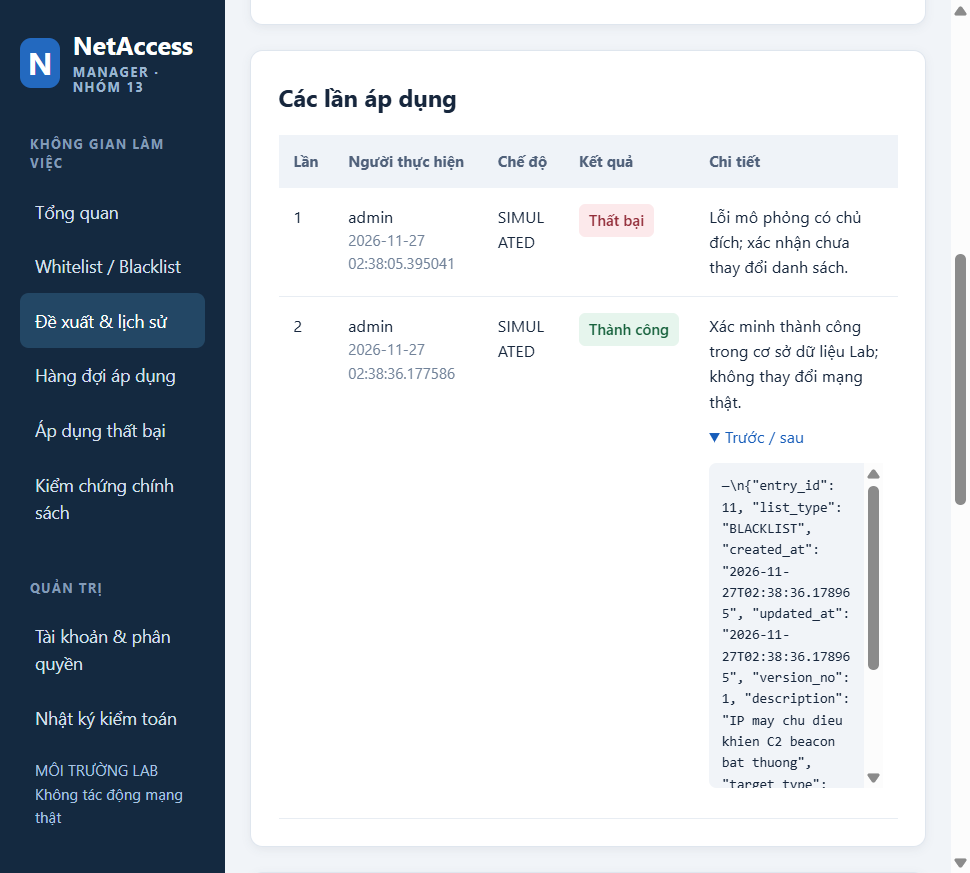 N
NetAccess
MANAGER ·
NHÓM 13
KHÔNG GIAN LÀM
VIỆC
Tổng quan
Whitelist / Blacklist
Đề xuất & lịch sử
Hàng đợi áp dụng
Áp dụng thất bại
Kiểm chứng chính
sách
QUẢN TRỊ
Tài khoản & phân
quyền
Nhật ký kiểm toán
MÔI TRƯỜNG LAB
Không tác động mạng
thật
Các lần áp dụng
Lần Người thực hiện Chế độ Kết quả Chi tiết
1
admin
2026-11-27
02:38:05.395041
SIMUL
ATED
Thất bại
Lỗi mô phỏng có chủ
đích; xác nhận chưa
thay đổi danh sách.
2
admin
2026-11-27
02:38:36.177586
SIMUL
ATED
Thành công
Xác minh thành công
trong cơ sở dữ liệu Lab;
không thay đổi mạng
thật.
▼ Trước / sau
—\n{"entry_id":
11, "list_type":
"BLACKLIST",
"created_at":
"2026-11-
27T02:38:36.17896
5", "updated_at":
"2026-11-
27T02:38:36.17896
5", "version_no":
1, "description":
"IP may chu dieu
khien C2 beacon
bat thuong",
"target_type":